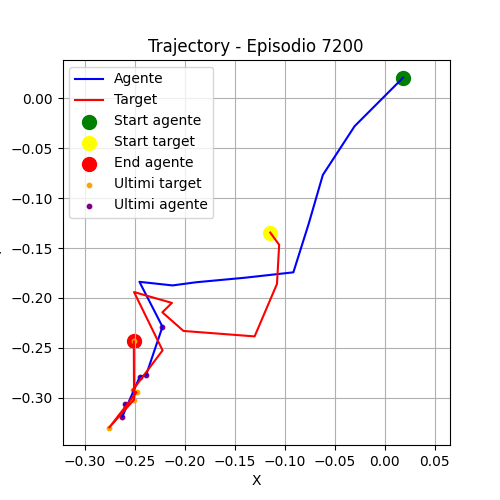 Trajectory - Episodio 7200
Agente
Target
Start agente
Start target
End agente
Ultimi target
Ultimi agente
0.00
−0.05
−0.10
−0.15
−0.20
−0.25
−0.30
−0.30 −0.25 −0.20 −0.15 −0.10 −0.05 0.00 0.05
X